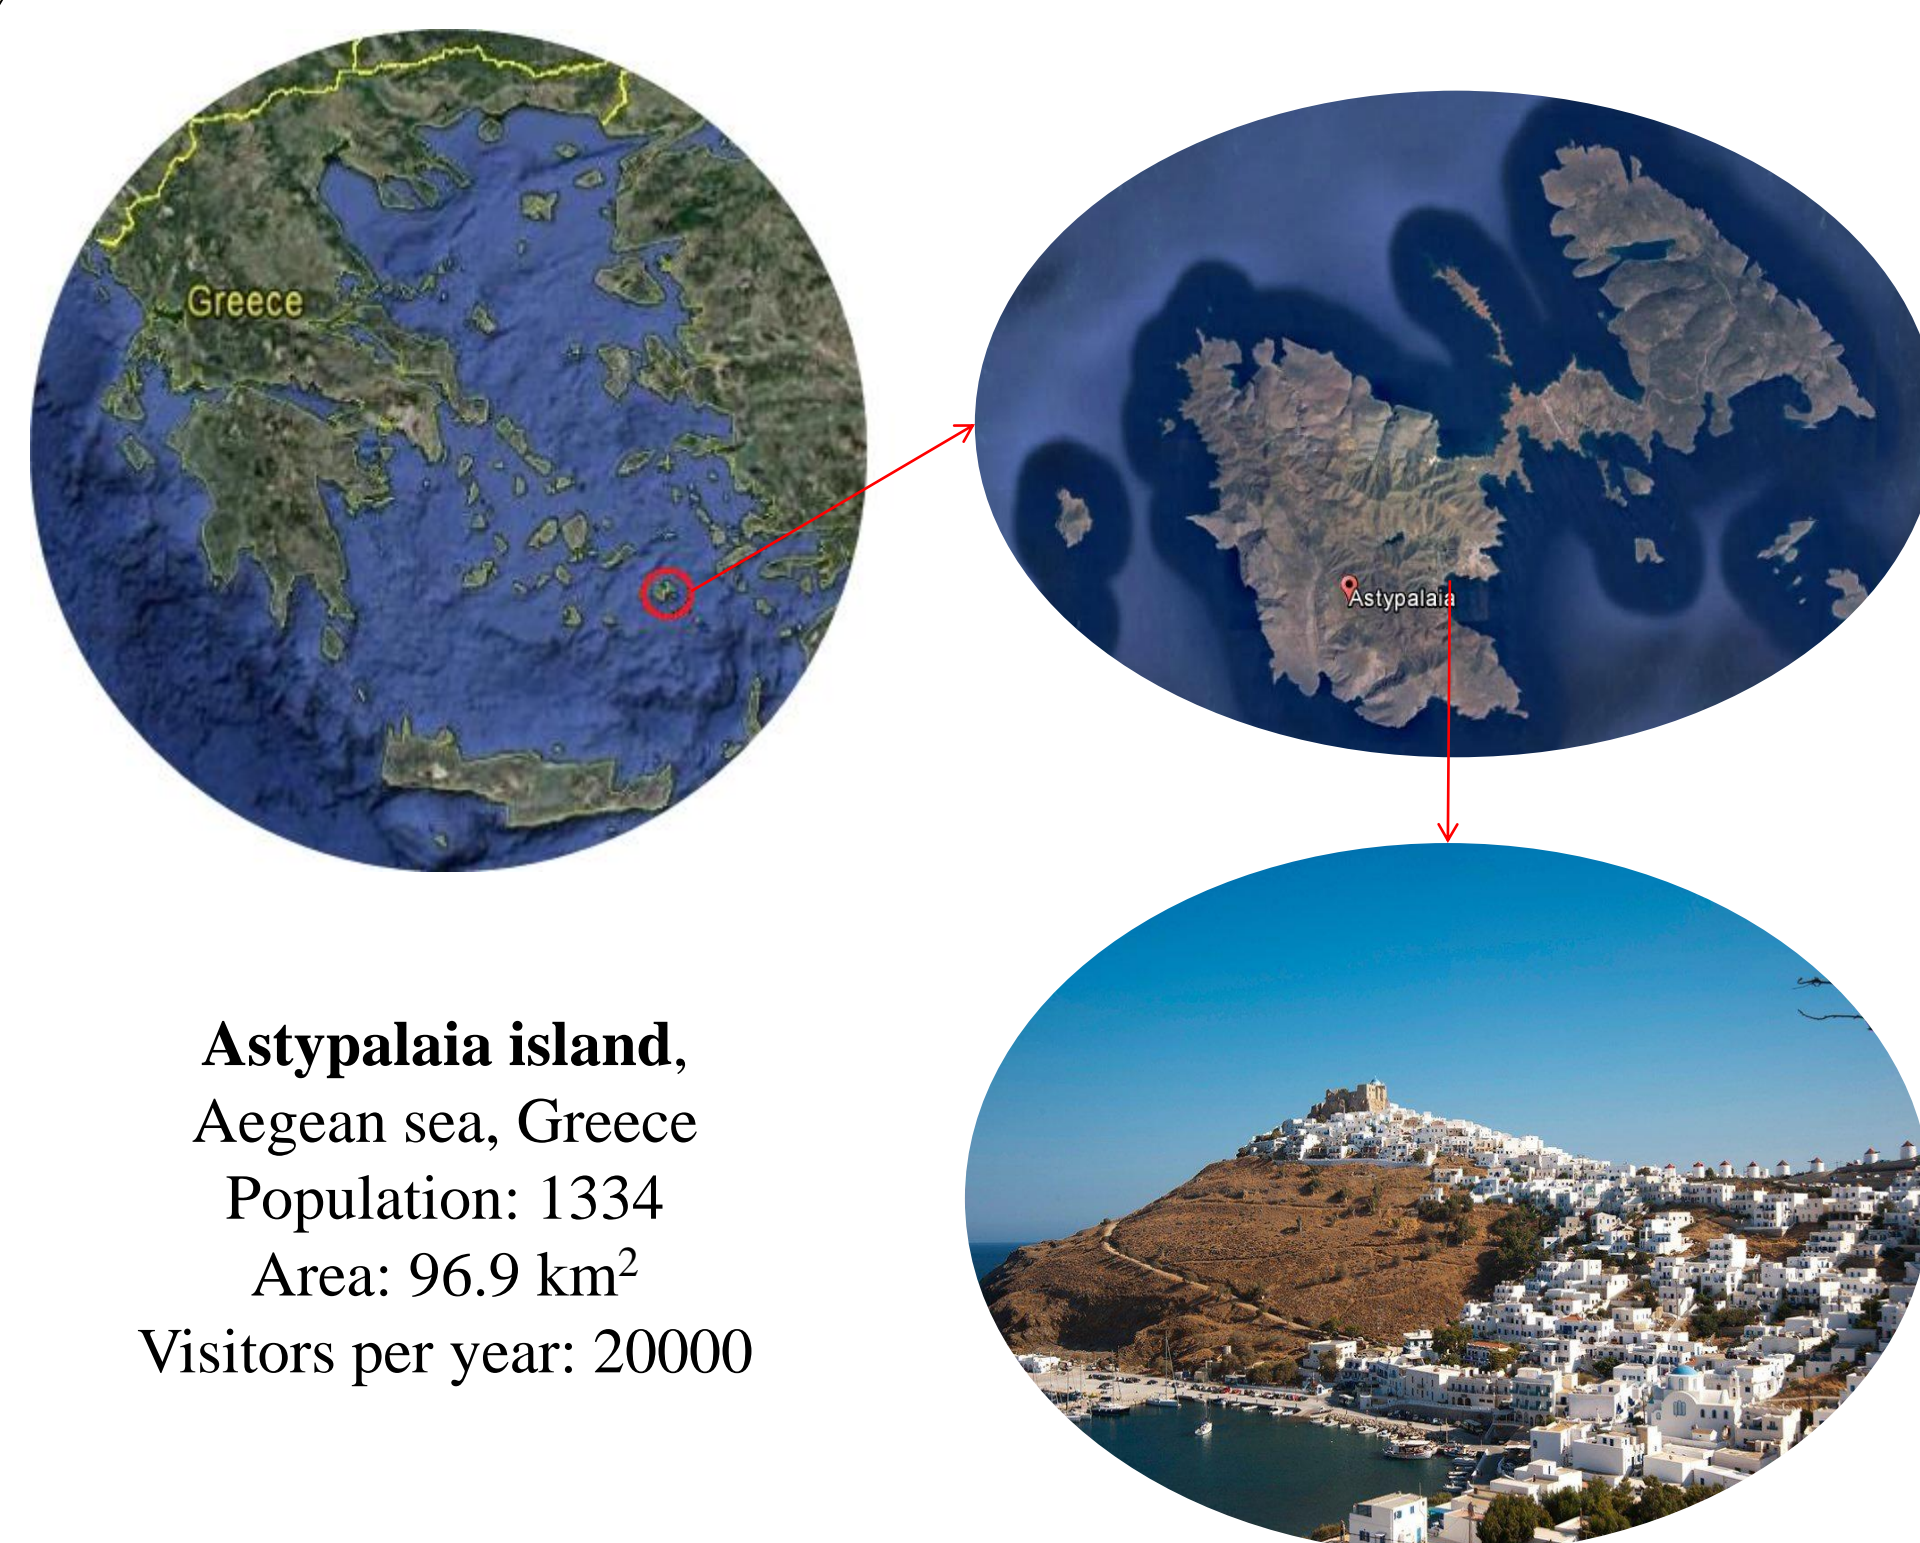 Greece
Astypalaia
Astypalaia island,
Aegean sea, Greece
Population: 1334
Area: 96.9 km²
Visitors per year: 20000